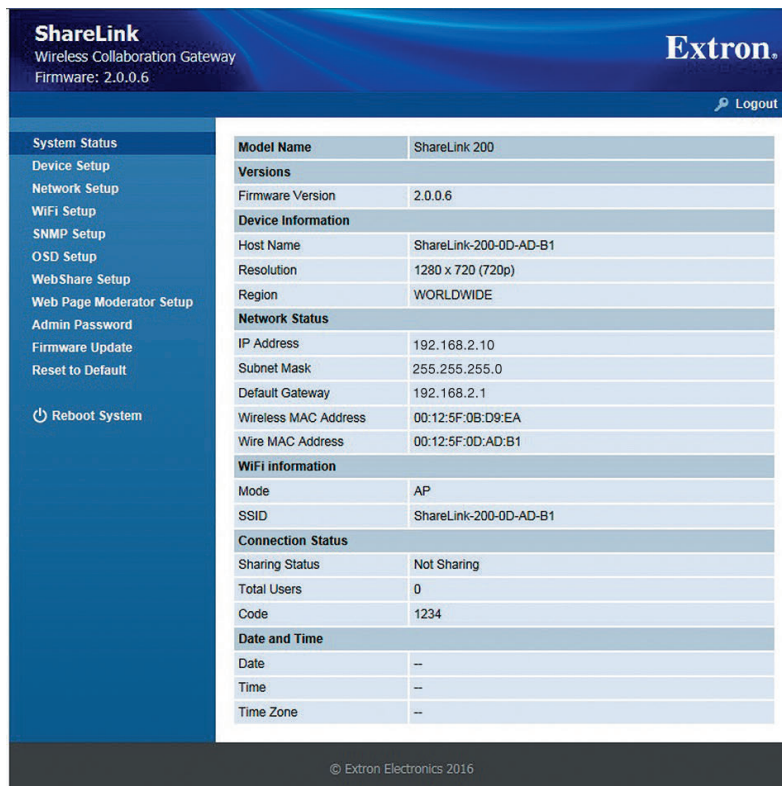 ShareLink
Wireless Collaboration Gateway
Firmware: 2.0.0.6
Extron.
Logout
System Status
Device Setup
Network Setup
WiFi Setup
SNMP Setup
OSD Setup
WebShare Setup
Web Page Moderator Setup
Admin Password
Firmware Update
Reset to Default
Reboot System
Model Name ShareLink 200
Versions
Firmware Version 2.0.0.6
Device Information
Host Name ShareLink-200-0D-AD-B1
Resolution 1280 x 720 (720p)
Region WORLDWIDE
Network Status
IP Address 192.168.2.10
Subnet Mask 255.255.255.0
Default Gateway 192.168.2.1
Wireless MAC Address 00:12:5F:0B:D9:EA
Wire MAC Address 00:12:5F:0D:AD:B1
WiFi information
Mode AP
SSID ShareLink-200-0D-AD-B1
Connection Status
Sharing Status Not Sharing
Total Users 0
Code 1234
Date and Time
Date --
Time --
Time Zone --
© Extron Electronics 2016